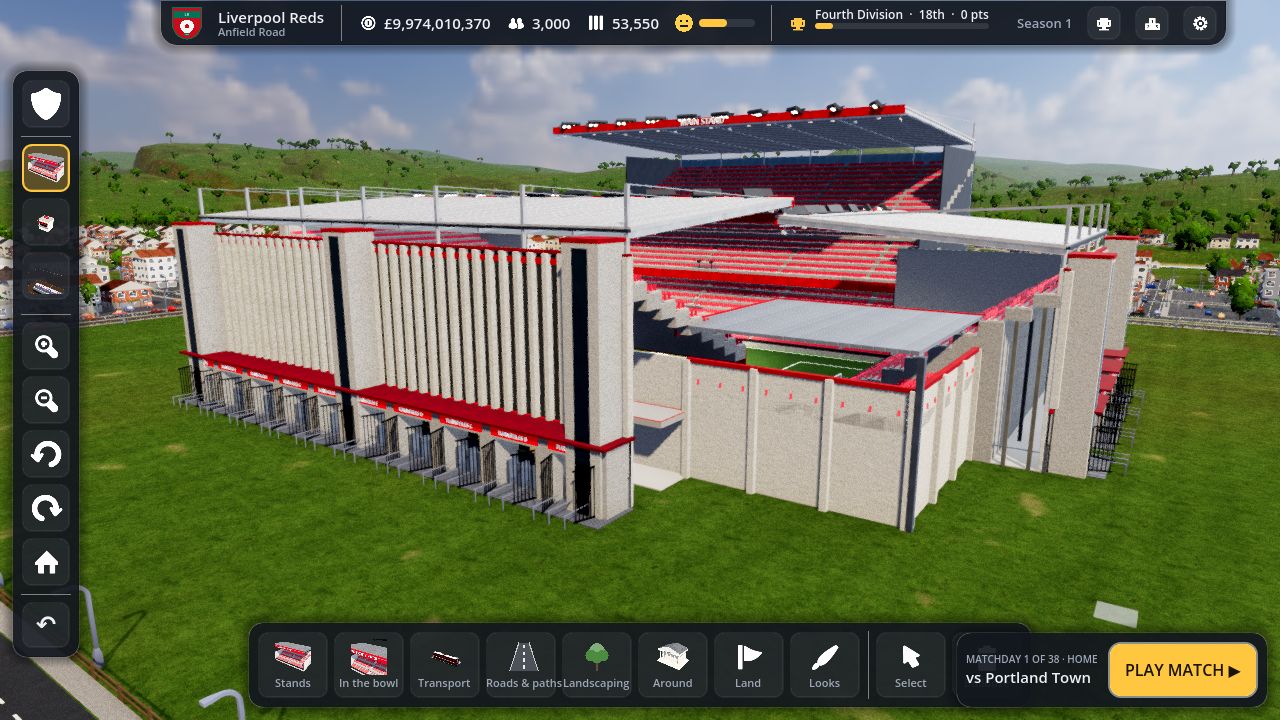 Liverpool Reds
Anfield Road
£9,974,010,370
3,000
53,550
Fourth Division · 18th · 0 pts
Season 1
MAIN STAND
Stands
In the bowl
Transport
Roads & paths
Landscaping
Around
Land
Looks
Select
MATCHDAY 1 OF 38 · HOME
vs Portland Town
PLAY MATCH ▶